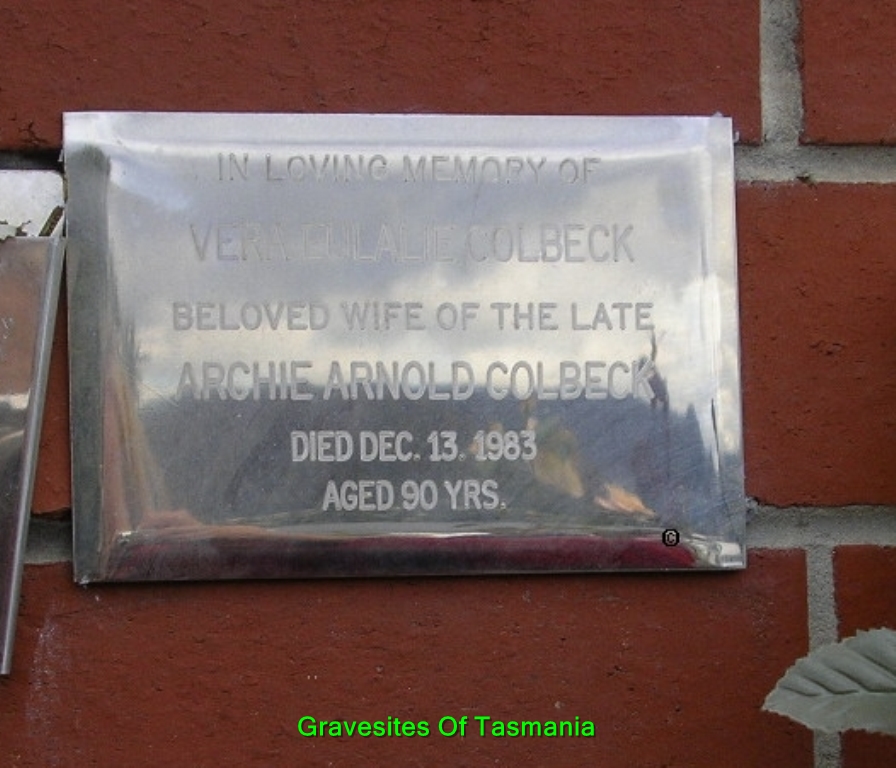 IN LOVING MEMORY OF
VERA EULALIE COLBECK
BELOVED WIFE OF THE LATE
ARCHIE ARNOLD COLBECK
DIED DEC. 13. 1983
AGED 90 YRS.
©
Gravesites Of Tasmania